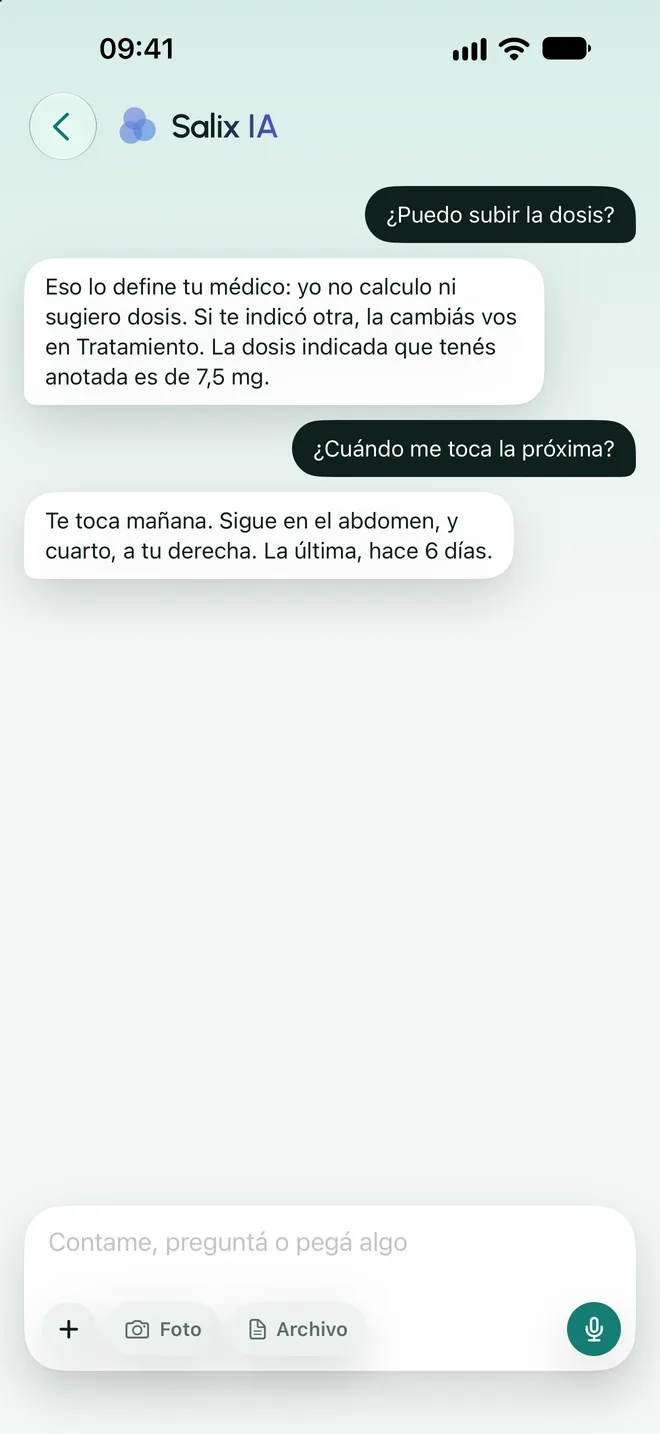 09:41
Salix IA
¿Puedo subir la dosis?
Eso lo define tu médico: yo no calculo ni
sugiero dosis. Si te indicó otra, la cambiás vos
en Tratamiento. La dosis indicada que tenés
anotada es de 7,5 mg.
¿Cuándo me toca la próxima?
Te toca mañana. Sigue en el abdomen, y
cuarto, a tu derecha. La última, hace 6 días.
Contame, preguntá o pegá algo
Foto
Archivo